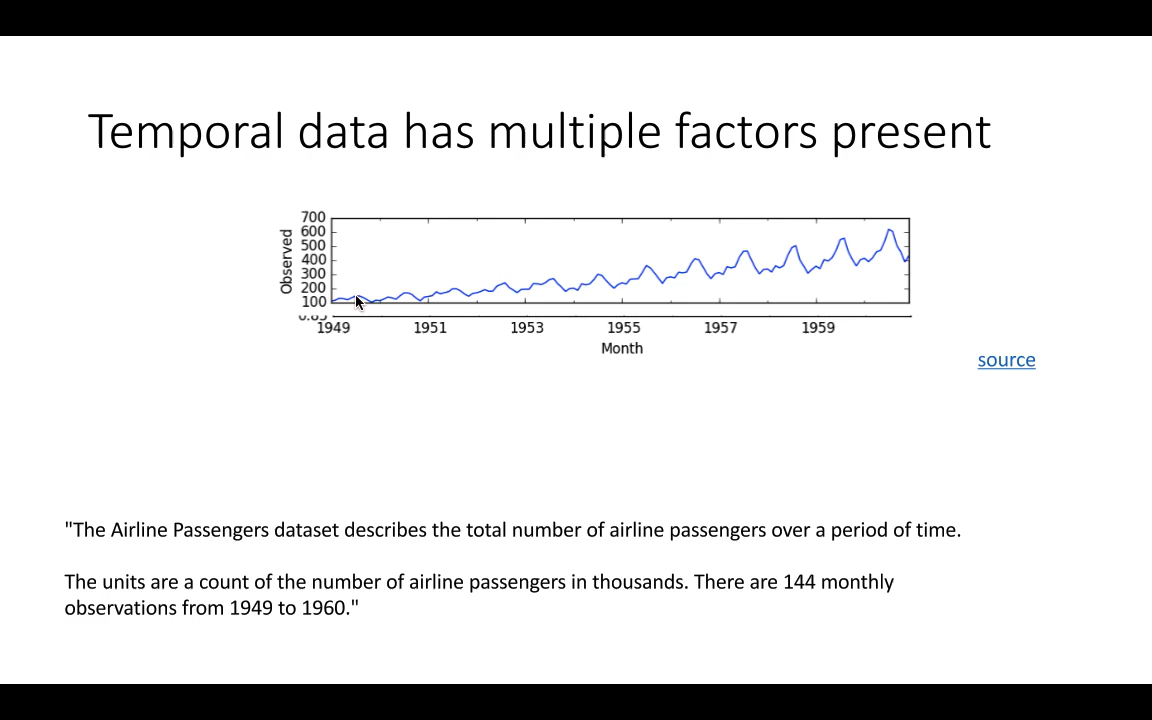 Temporal data has multiple factors present
700
600
500
400
300
200
100
Observed
0.85
1949 1951 1953 1955 1957 1959
Month
source
"The Airline Passengers dataset describes the total number of airline passengers over a period of time.
The units are a count of the number of airline passengers in thousands. There are 144 monthly
observations from 1949 to 1960."